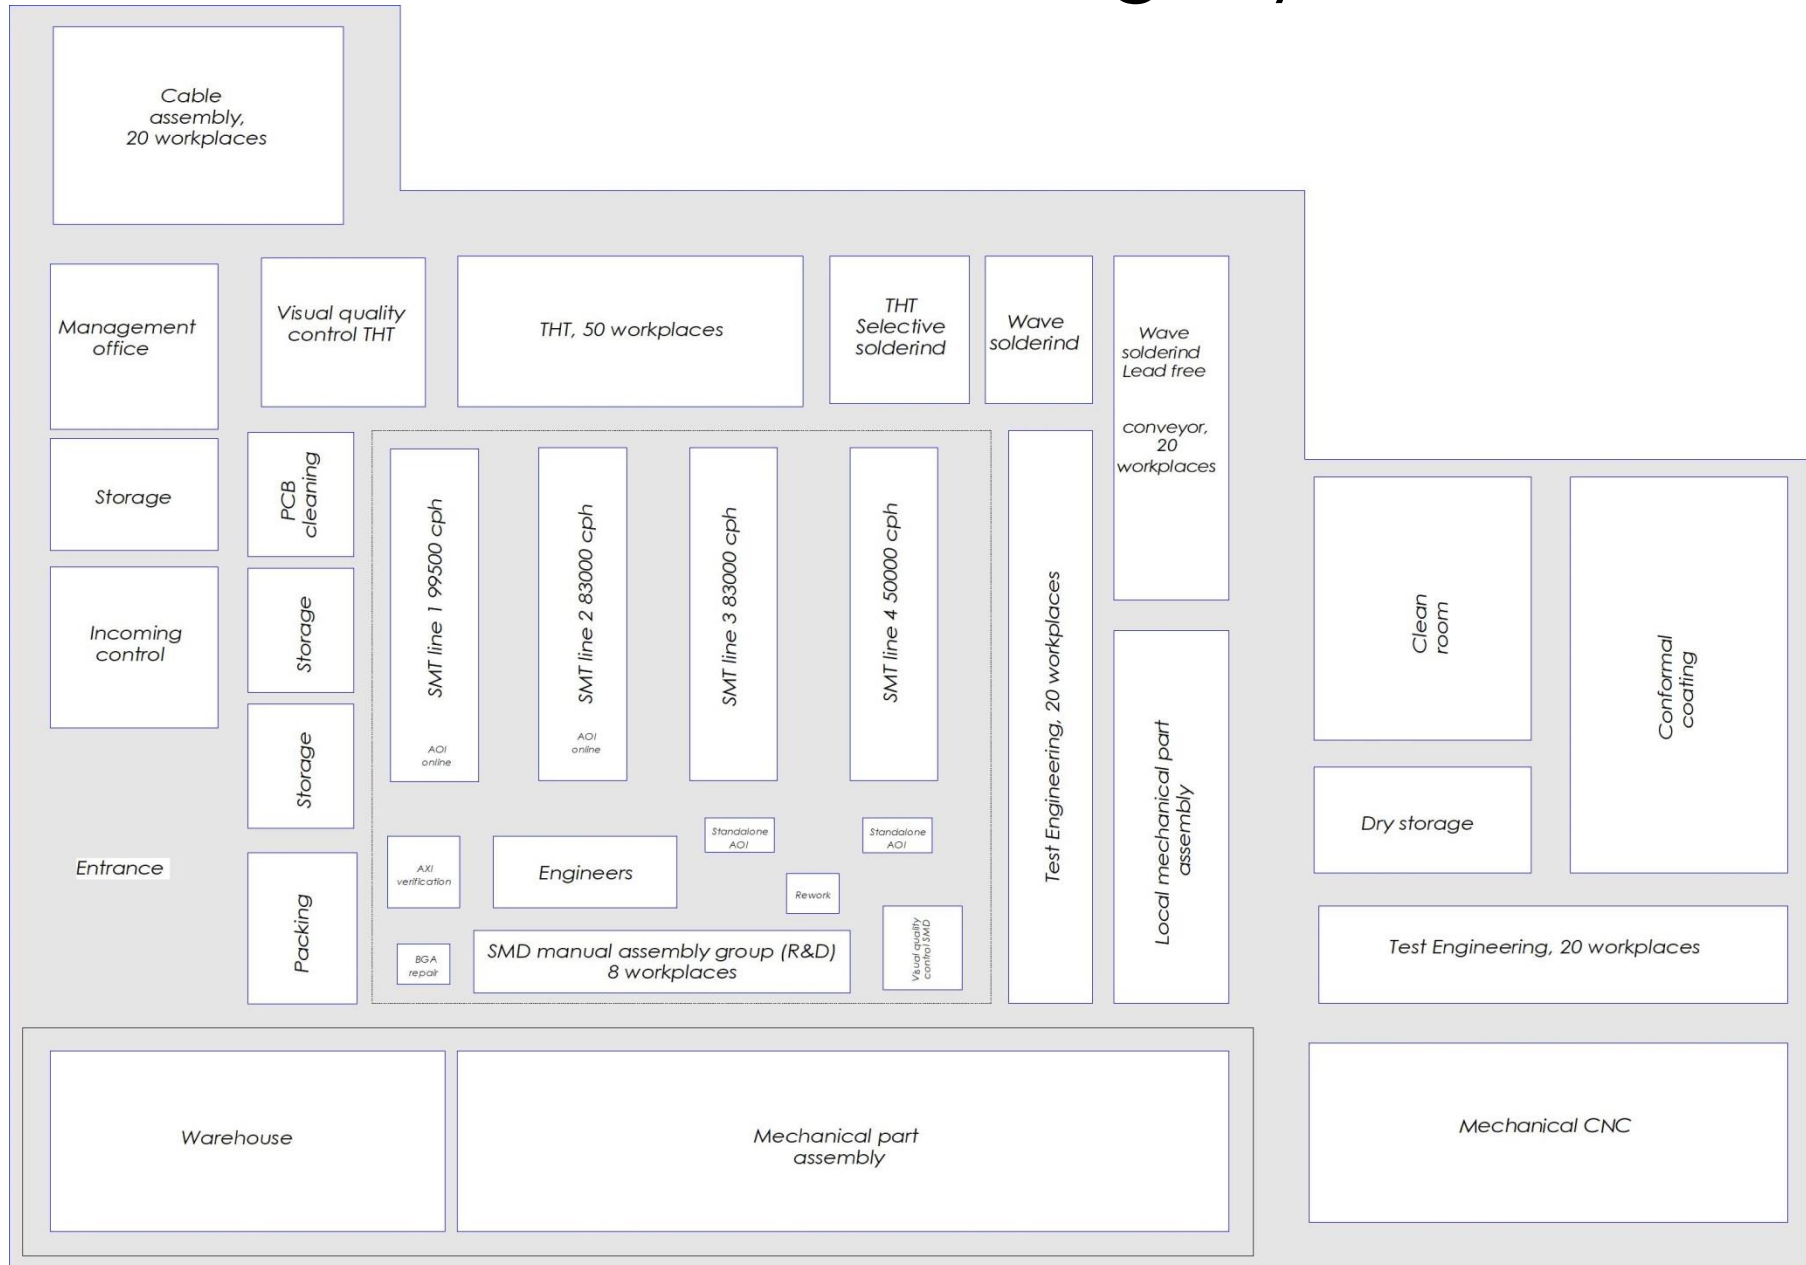 Cable
assembly,
20 workplaces
Management
office
Visual quality
control THT
THT, 50 workplaces
THT
Selective
solderind
Wave
solderind
Wave
solderind
Lead free
conveyor,
20
workplaces
Storage
PCB
cleaning
Incoming
control
Storage
Storage
Entrance
Packing
SMT line 1 99500 cph
AOI
online
SMT line 2 83000 cph
AOI
online
SMT line 3 83000 cph
SMT line 4 50000 cph
Standalone
AOI
Standalone
AOI
AXI
verification
Engineers
Rework
BGA
repair
SMD manual assembly group (R&D)
8 workplaces
Visual quality
control SMD
Test Engineering, 20 workplaces
Local mechanical part
assembly
Clean
room
Conformal
coating
Dry storage
Test Engineering, 20 workplaces
Warehouse
Mechanical part
assembly
Mechanical CNC